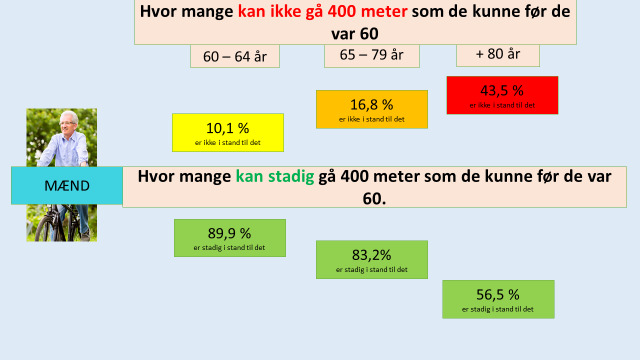 Hvor mange kan ikke gå 400 meter som de kunne før de
var 60
60 – 64 år
65 – 79 år
+ 80 år
43,5 %
er ikke i stand til det
16,8 %
er ikke i stand til det
10,1 %
er ikke i stand til det
MÆND
Hvor mange kan stadig gå 400 meter som de kunne før de var
60.
89,9 %
er stadig i stand til det
83,2%
er stadig i stand til det
56,5 %
er stadig i stand til det